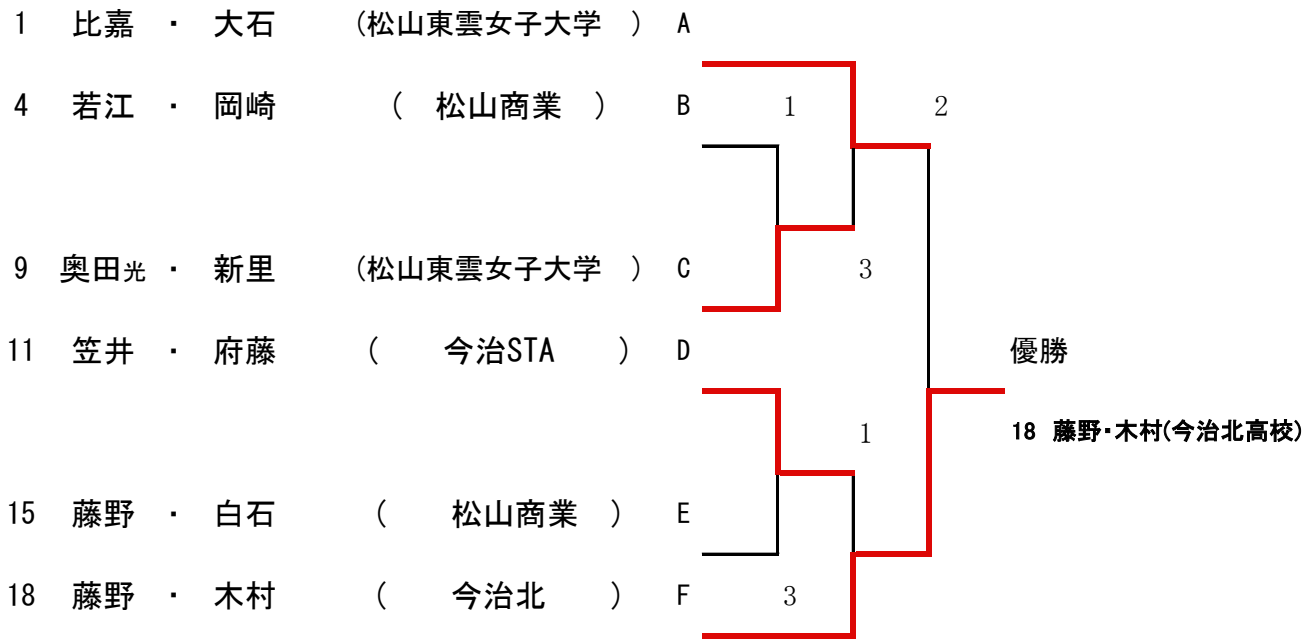 1 比嘉 ・ 大石 (松山東雲女子大学 ) A
4 若江 ・ 岡崎 ( 松山商業 ) B 1 2
9 奥田光 ・ 新里 (松山東雲女子大学 ) C 3
11 笠井 ・ 府藤 ( 今治STA ) D 優勝
1 18 藤野・木村(今治北高校)
15 藤野 ・ 白石 ( 松山商業 ) E
18 藤野 ・ 木村 ( 今治北 ) F 3